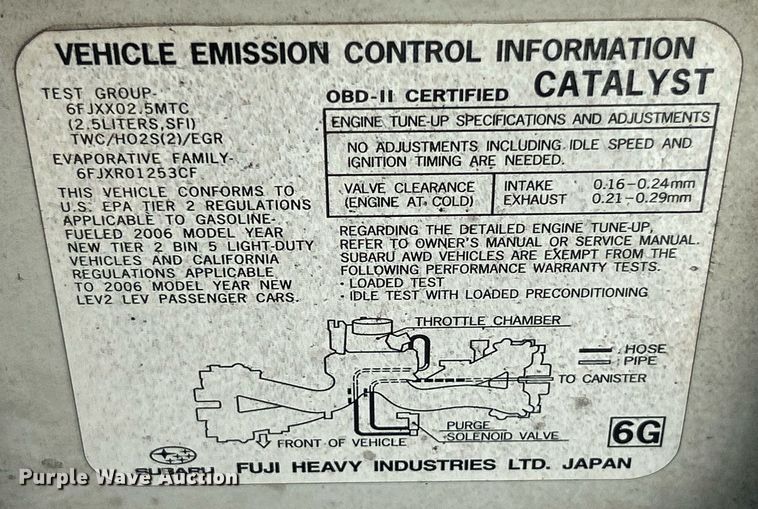 VEHICLE EMISSION CONTROL INFORMATION
CATALYST
TEST GROUP-
6FJXX02.5MTC
(2.5LITERS,SFI)
TWC/HO2S(2)/EGR
EVAPORATIVE FAMILY-
6FJXR01253CF
THIS VEHICLE CONFORMS TO
U.S. EPA TIER 2 REGULATIONS
APPLICABLE TO GASOLINE-
FUELED 2006 MODEL YEAR
NEW TIER 2 BIN 5 LIGHT-DUTY
VEHICLES AND CALIFORNIA
REGULATIONS APPLICABLE
TO 2006 MODEL YEAR NEW
LEV2 LEV PASSENGER CARS.
OBD-II CERTIFIED
ENGINE TUNE-UP SPECIFICATIONS AND ADJUSTMENTS
NO ADJUSTMENTS INCLUDING IDLE SPEED AND
IGNITION TIMING ARE NEEDED.
VALVE CLEARANCE
(ENGINE AT COLD)
INTAKE 0.16-0.24mm
EXHAUST 0.21-0.29mm
REGARDING THE DETAILED ENGINE TUNE-UP,
REFER TO OWNER'S MANUAL OR SERVICE MANUAL.
SUBARU AWD VEHICLES ARE EXEMPT FROM THE
FOLLOWING PERFORMANCE WARRANTY TESTS.
· LOADED TEST
· IDLE TEST WITH LOADED PRECONDITIONING
THROTTLE CHAMBER
: HOSE
: PIPE
TO CANISTER
PURGE
SOLENOID VALVE
FRONT OF VEHICLE
6G
SUBARU FUJI HEAVY INDUSTRIES LTD. JAPAN
Purple Wave Auction